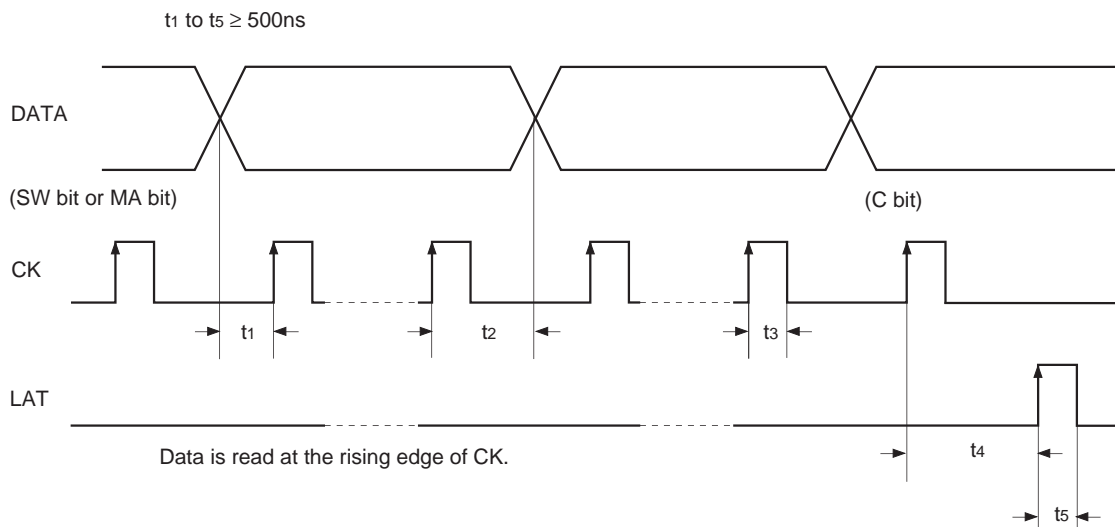 t1 to t5 ≥ 500ns
DATA
(SW bit or MA bit)
(C bit)
CK
t1
t2
t3
LAT
Data is read at the rising edge of CK.
t4
t5